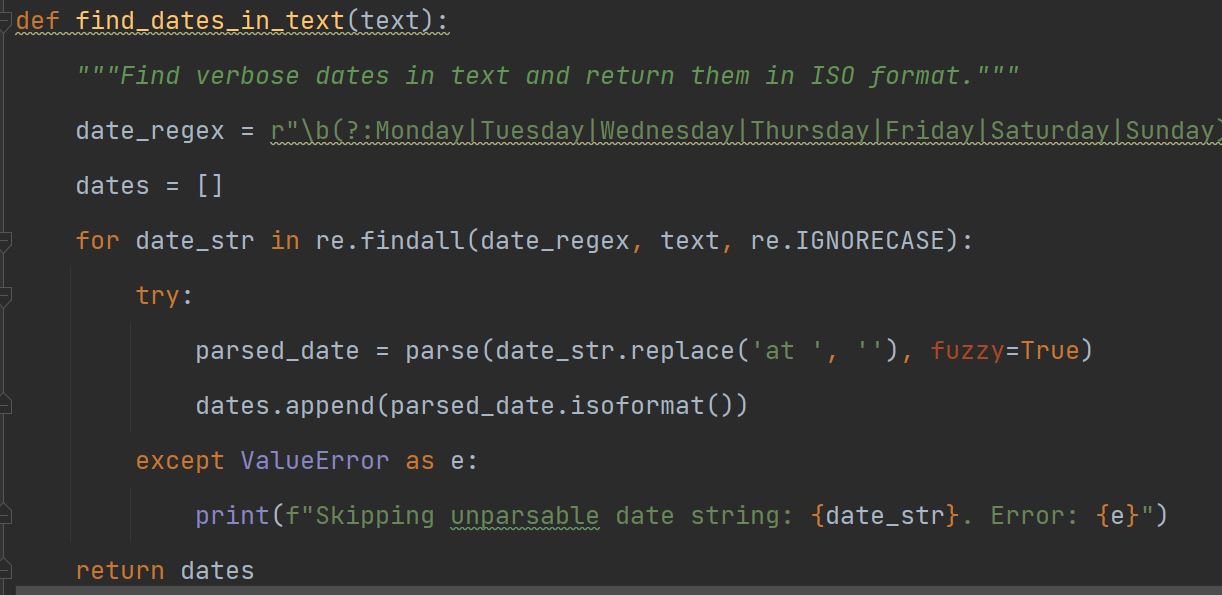 def find_dates_in_text(text):
    """Find verbose dates in text and return them in ISO format."""
    date_regex = r"\b(?:Monday|Tuesday|Wednesday|Thursday|Friday|Saturday|Sunday)
    dates = []
    for date_str in re.findall(date_regex, text, re.IGNORECASE):
        try:
            parsed_date = parse(date_str.replace('at ', ''), fuzzy=True)
            dates.append(parsed_date.isoformat())
        except ValueError as e:
            print(f"Skipping unparsable date string: {date_str}. Error: {e}")
    return dates